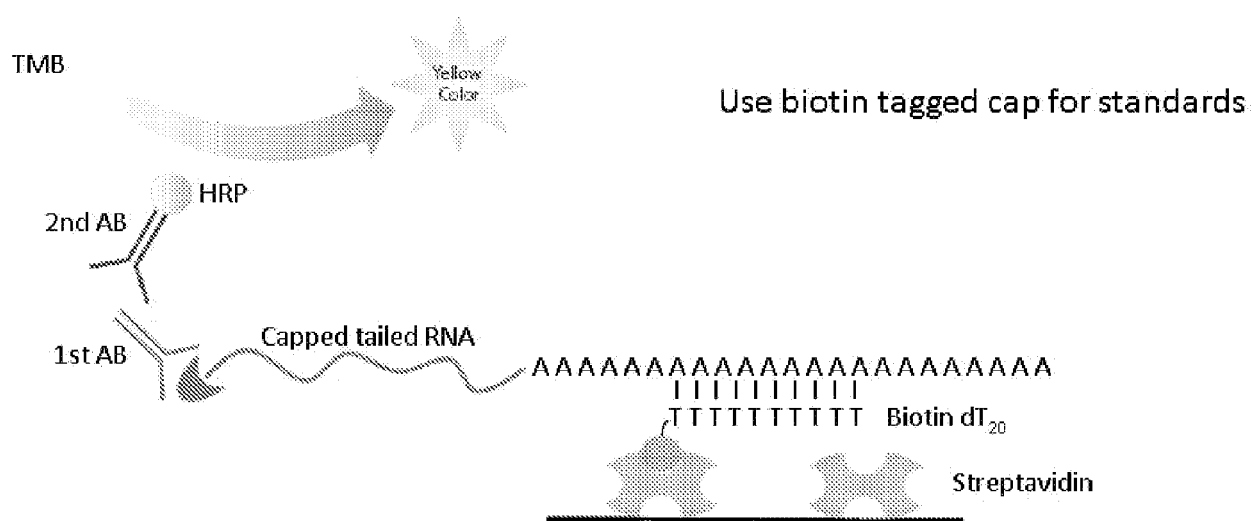 TMB
Yellow
Color
Use biotin tagged cap for standards
HRP
2nd AB
Capped tailed RNA
1st AB
AAAAAAAAAAAAAAAAAAAAAA
TTTTTTTTTT Biotin dT20
Streptavidin